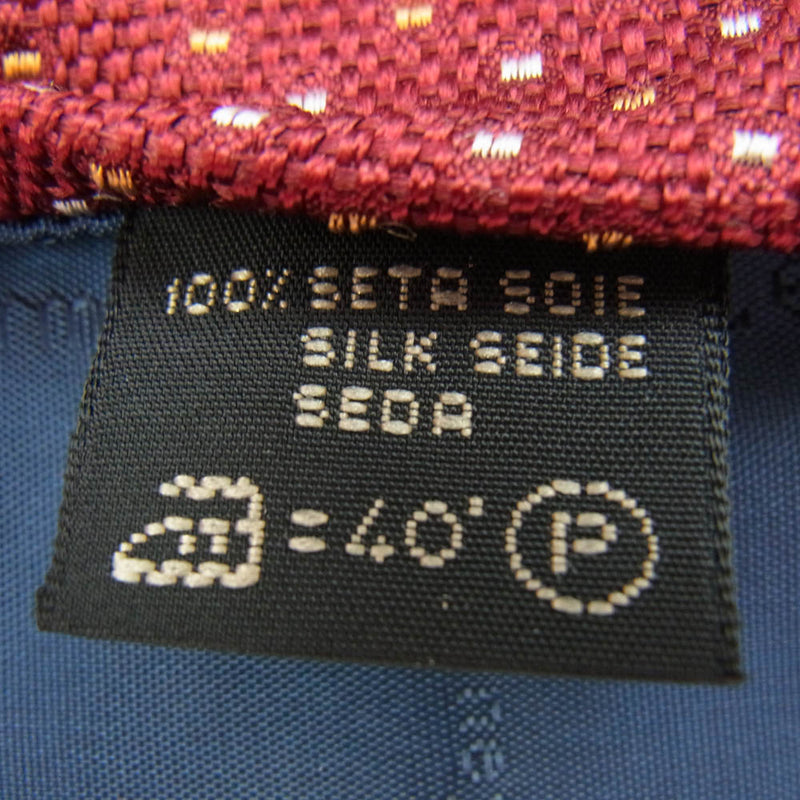 100% SETA SOIE
SILK SEIDE
SEDA
= 40° P